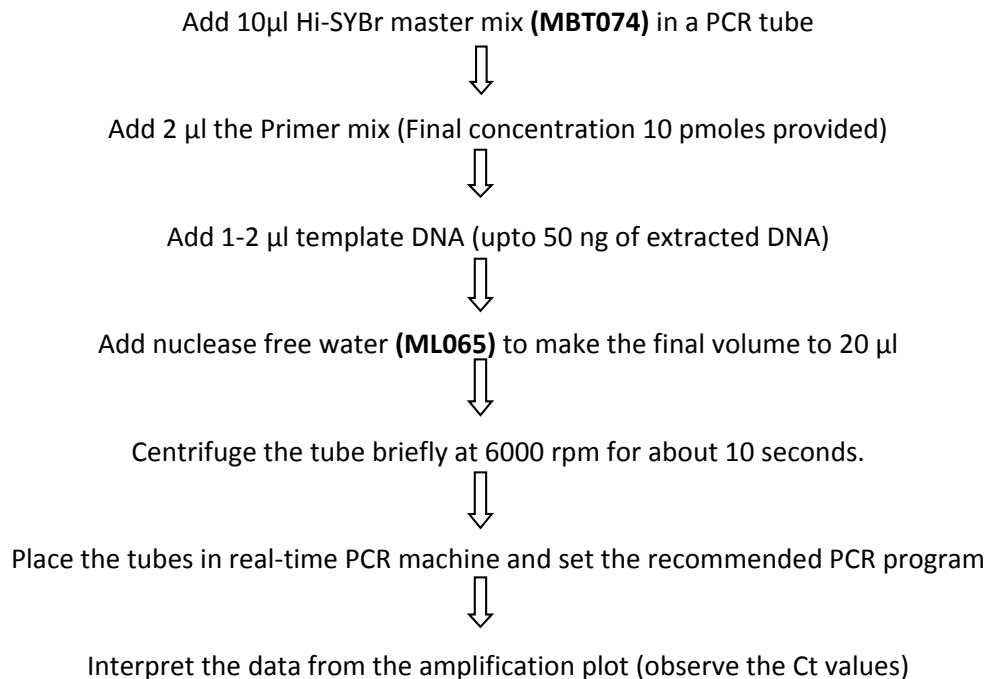 Add 10µl Hi-SYBr master mix (MBT074) in a PCR tube
Add 2 µl the Primer mix (Final concentration 10 pmoles provided)
Add 1-2 µl template DNA (upto 50 ng of extracted DNA)
Add nuclease free water (ML065) to make the final volume to 20 µl
Centrifuge the tube briefly at 6000 rpm for about 10 seconds.
Place the tubes in real-time PCR machine and set the recommended PCR program
Interpret the data from the amplification plot (observe the Ct values)